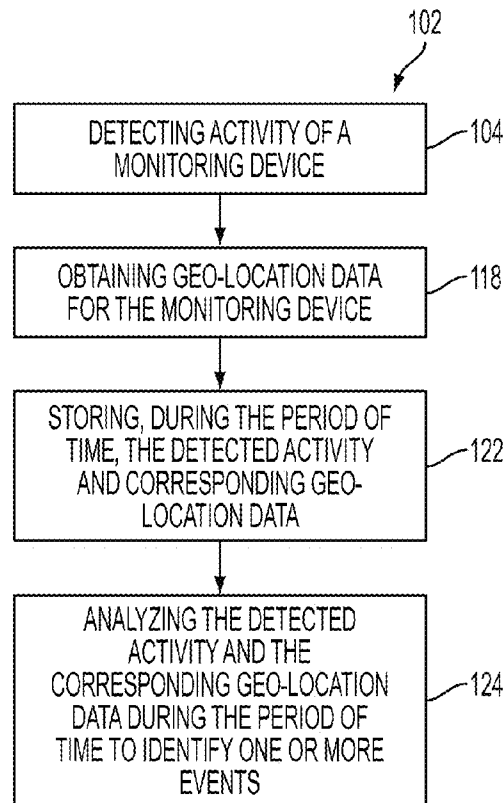 102
DETECTING ACTIVITY OF A
MONITORING DEVICE
104
OBTAINING GEO-LOCATION DATA
FOR THE MONITORING DEVICE
118
STORING, DURING THE PERIOD OF
TIME, THE DETECTED ACTIVITY
AND CORRESPONDING GEO-
LOCATION DATA
122
ANALYZING THE DETECTED
ACTIVITY AND THE
CORRESPONDING GEO-LOCATION
DATA DURING THE PERIOD OF
TIME TO IDENTIFY ONE OR MORE
EVENTS
124